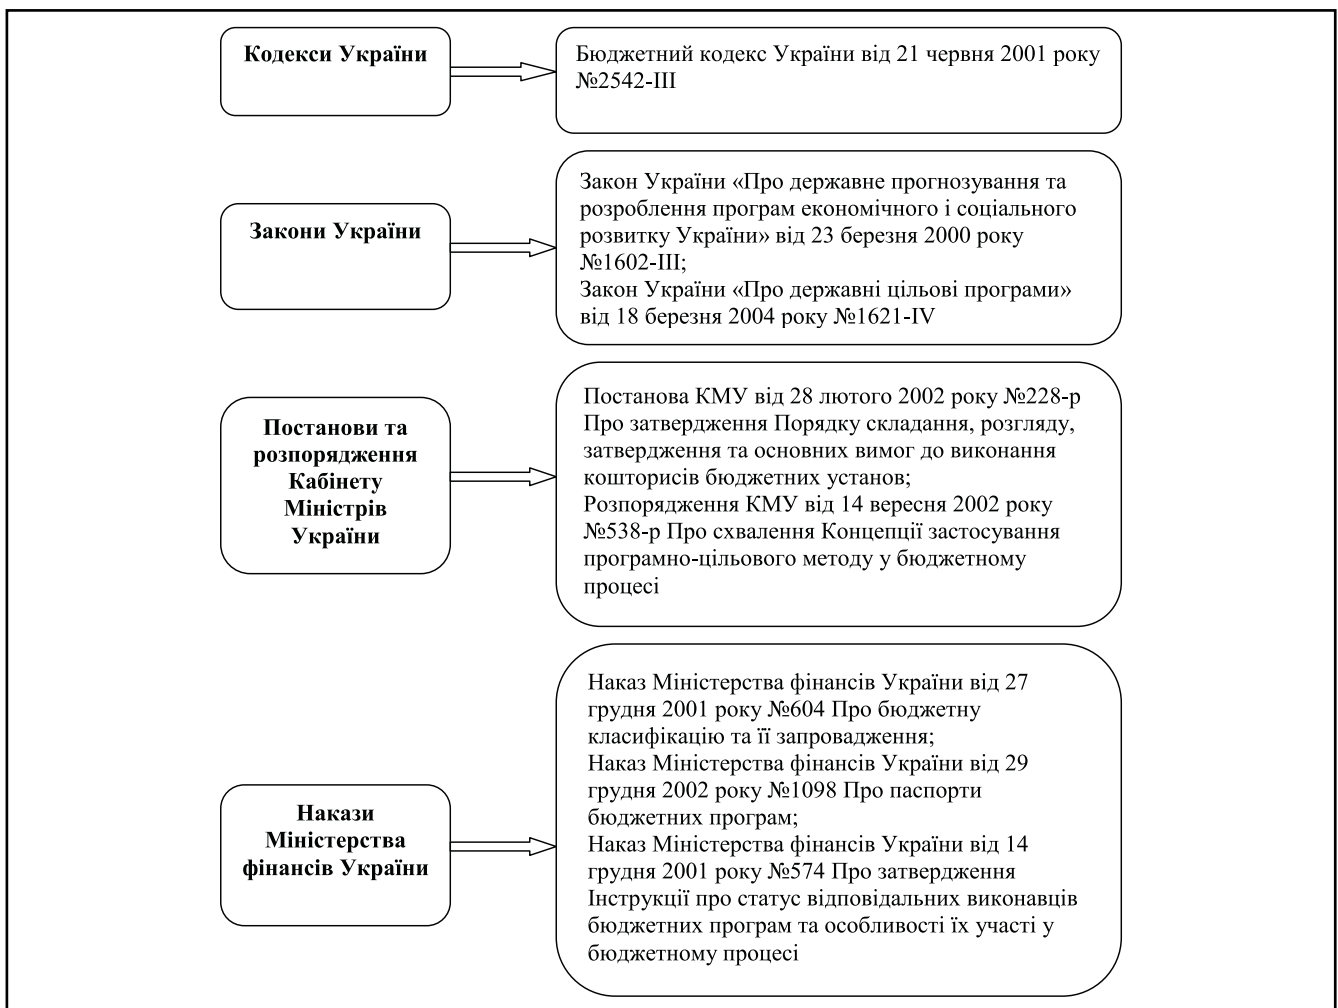 Кодекси України
Бюджетний кодекс України від 21 червня 2001 року
№2542-ІІІ
Закони України
Закон України «Про державне прогнозування та
розроблення програм економічного і соціального
розвитку України» від 23 березня 2000 року
№1602-ІІІ;
Закон України «Про державні цільові програми»
від 18 березня 2004 року №1621-IV
Постанови та
розпорядження
Кабінету
Міністрів
України
Постанова КМУ від 28 лютого 2002 року №228-р
Про затвердження Порядку складання, розгляду,
затвердження та основних вимог до виконання
кошторисів бюджетних установ;
Розпорядження КМУ від 14 вересня 2002 року
№538-р Про схвалення Концепції застосування
програмно-цільового методу у бюджетному
процесі
Накази
Міністерства
фінансів України
Наказ Міністерства фінансів України від 27
грудня 2001 року №604 Про бюджетну
класифікацію та її запровадження;
Наказ Міністерства фінансів України від 29
грудня 2002 року №1098 Про паспорти
бюджетних програм;
Наказ Міністерства фінансів України від 14
грудня 2001 року №574 Про затвердження
Інструкції про статус відповідальних виконавців
бюджетних програм та особливості їх участі у
бюджетному процесі